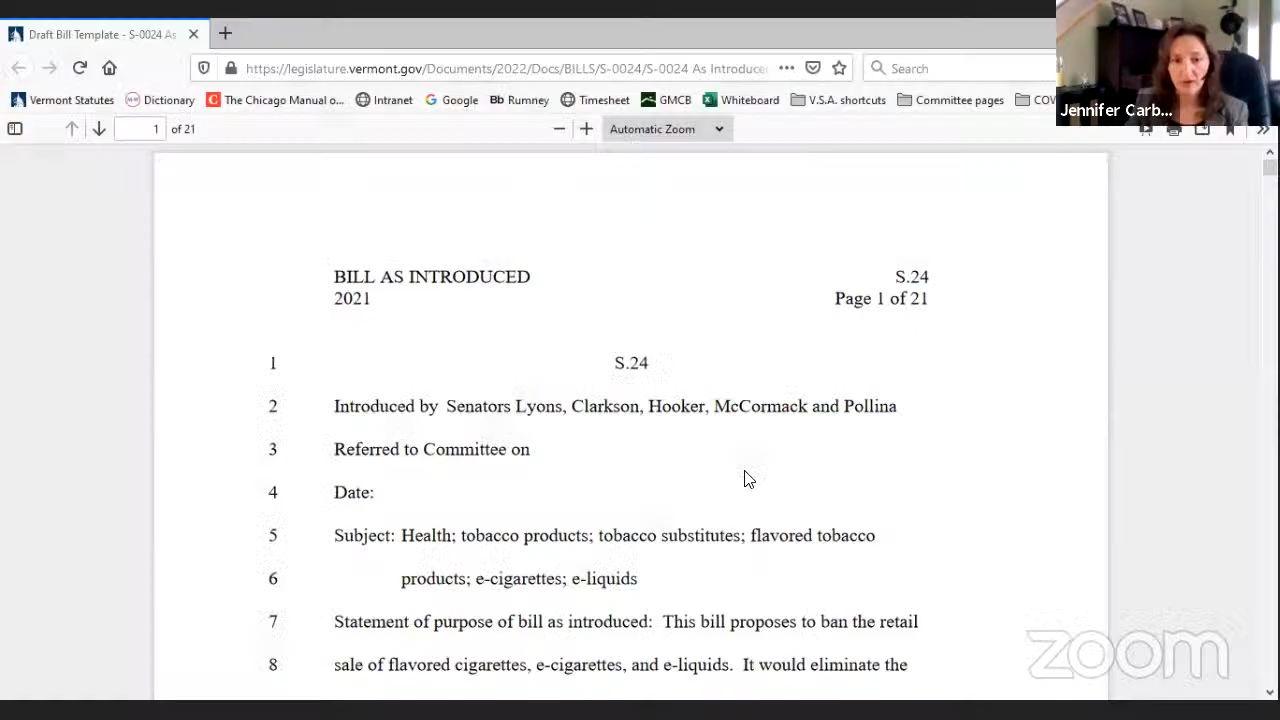 Draft Bill Template - S-0024 As
https://legislature.vermont.gov/Documents/2022/Docs/BILLS/S-0024/S-0024 As Introduced
Search
Vermont Statutes
Dictionary
The Chicago Manual o...
Intranet
Google
Bb Rumney
Timesheet
GMCB
Whiteboard
V.S.A. shortcuts
Committee pages
COV
Jennifer Carb...
1 of 21
Automatic Zoom
BILL AS INTRODUCED S.24
2021 Page 1 of 21
1 S.24
2 Introduced by Senators Lyons, Clarkson, Hooker, McCormack and Pollina
3 Referred to Committee on
4 Date:
5 Subject: Health; tobacco products; tobacco substitutes; flavored tobacco
6 products; e-cigarettes; e-liquids
7 Statement of purpose of bill as introduced: This bill proposes to ban the retail
8 sale of flavored cigarettes, e-cigarettes, and e-liquids. It would eliminate the
zoom